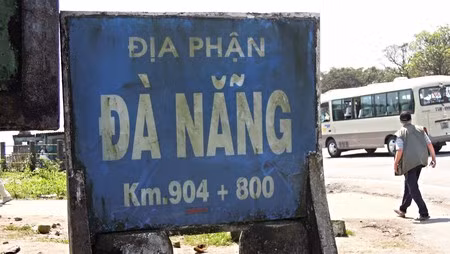 ĐỊA PHẬN
ĐÀ NẴNG
Km.904 + 800